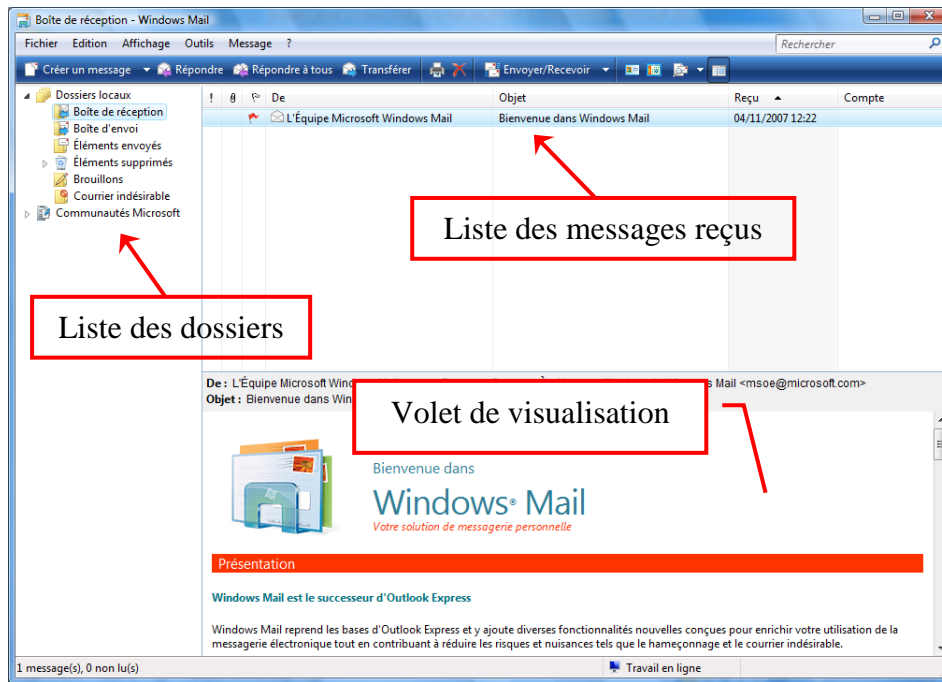 Boîte de réception - Windows Mail
Fichier Edition Affichage Outils Message ?
Rechercher
Créer un message Répondre Répondre à tous Transférer Envoyer/Recevoir
Dossiers locaux
Boîte de réception
Boîte d'envoi
Éléments envoyés
Éléments supprimés
Brouillons
Courrier indésirable
Communautés Microsoft
! De Objet Reçu Compte
L'Équipe Microsoft Windows Mail Bienvenue dans Windows Mail 04/11/2007 12:22
Liste des messages reçus
Liste des dossiers
De : L'Équipe Microsoft Mail <msoe@microsoft.com>
Objet : Bienvenue dans
Volet de visualisation
Bienvenue dans
Windows® Mail
Votre solution de messagerie personnelle
Présentation
Windows Mail est le successeur d'Outlook Express
Windows Mail reprend les bases d'Outlook Express et y ajoute diverses fonctionnalités nouvelles conçues pour enrichir votre utilisation de la
messagerie électronique tout en contribuant à réduire les risques et nuisances tels que le hameçonnage et le courrier indésirable.
1 message(s), 0 non lu(s) Travail en ligne